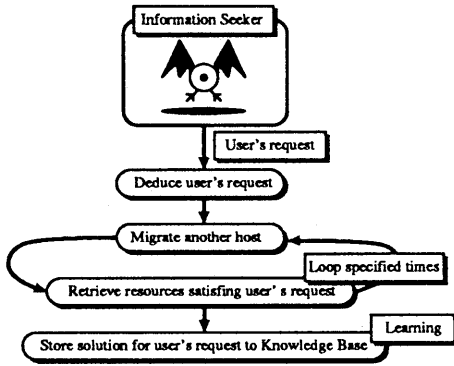 Information Seeker
User's request
Deduce user's request
Migrate another host
Loop specified times
Retrieve resources satisfing user's request
Learning
Store solution for user's request to Knowledge Base